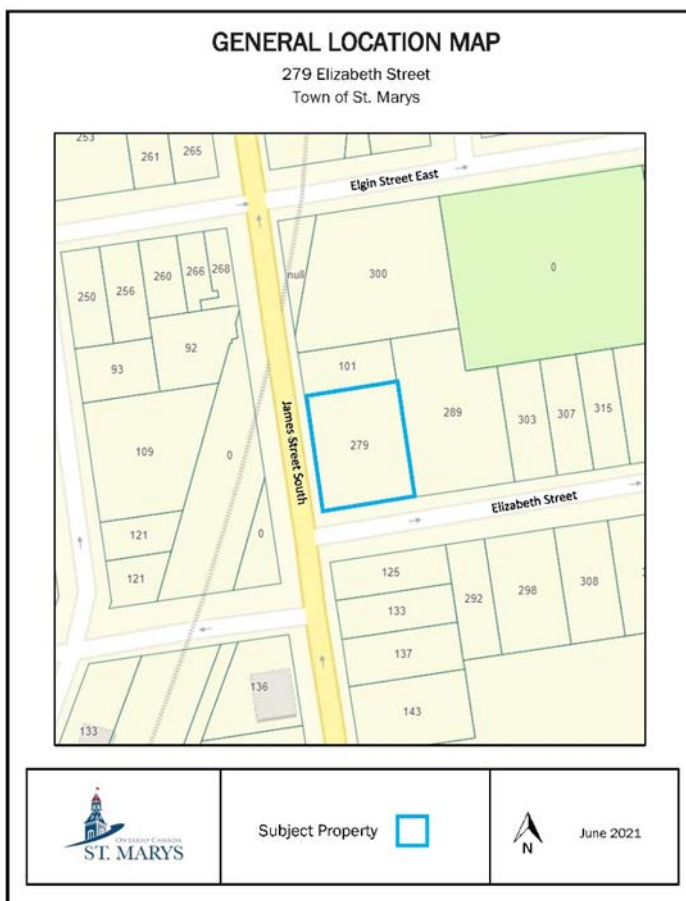 GENERAL LOCATION MAP
279 Elizabeth Street
Town of St. Marys
253
261
265
Elgin Street East
250
256
260
266
268
null
300
0
93
92
101
109
0
James Street South
279
289
303
307
315
121
0
Elizabeth Street
121
125
133
292
298
308
137
136
143
133
ONTARIO CANADA
ST. MARYS
Subject Property
N
June 2021